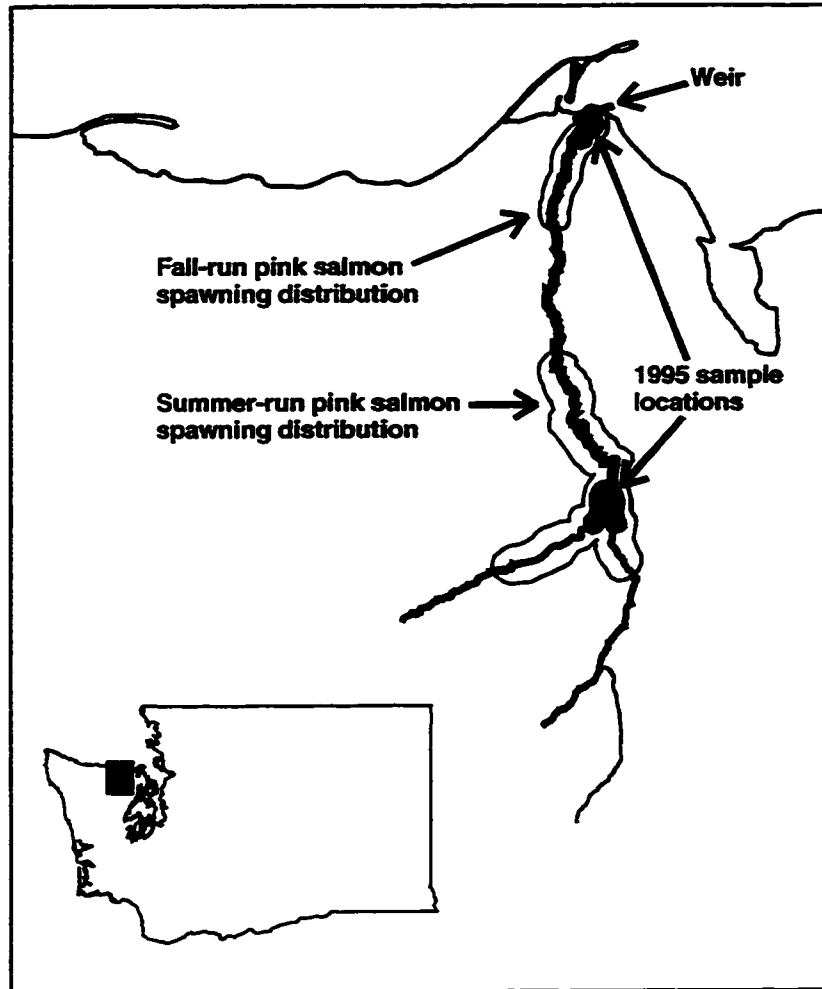 Weir
Fall-run pink salmon
spawning distribution
1995 sample
locations
Summer-run pink salmon
spawning distribution